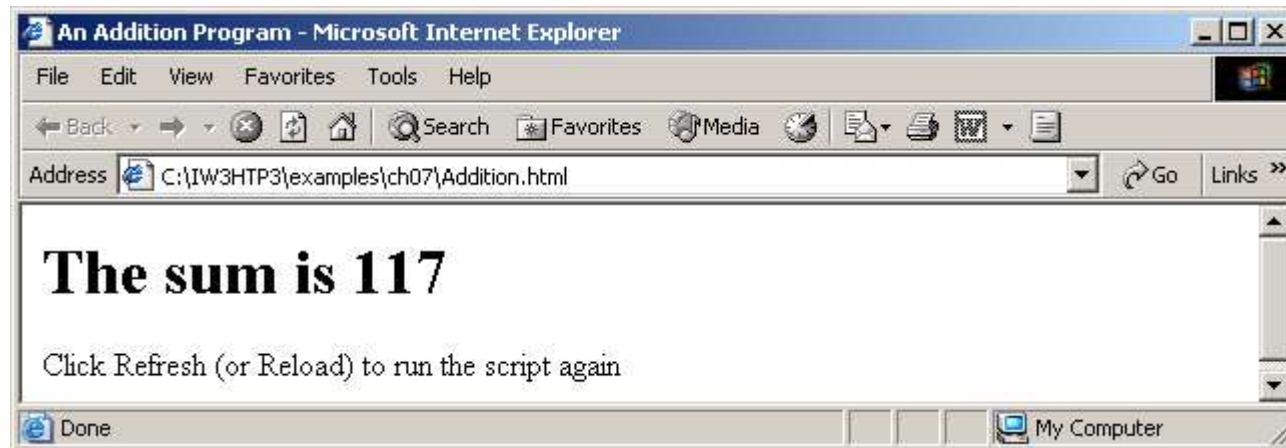 An Addition Program - Microsoft Internet Explorer
File Edit View Favorites Tools Help
Back Search Favorites Media
Address C:\IW3HTP3\examples\ch07\Addition.html Go Links »
The sum is 117
Click Refresh (or Reload) to run the script again
Done My Computer